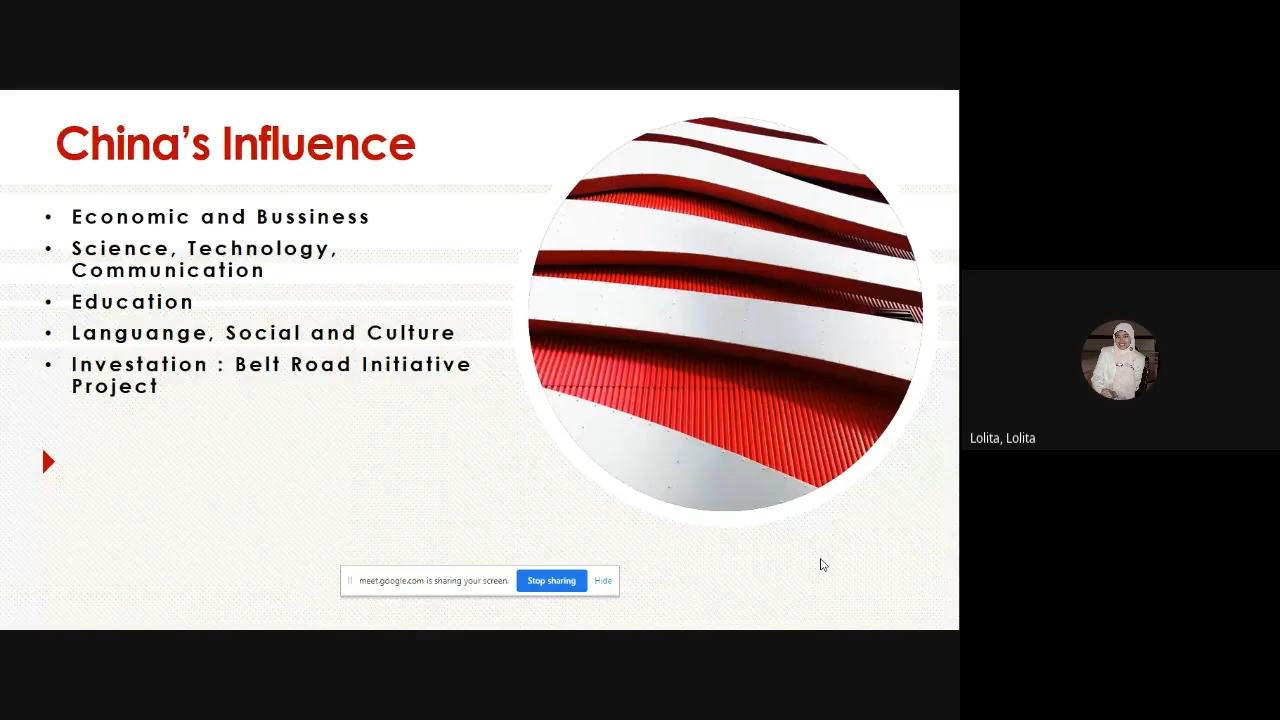 China’s Influence
• Economic and Bussiness
• Science, Technology,
Communication
• Education
• Languange, Social and Culture
• Investation : Belt Road Initiative
Project
meet.google.com is sharing your screen.
Stop sharing
Hide
Lolita, Lolita